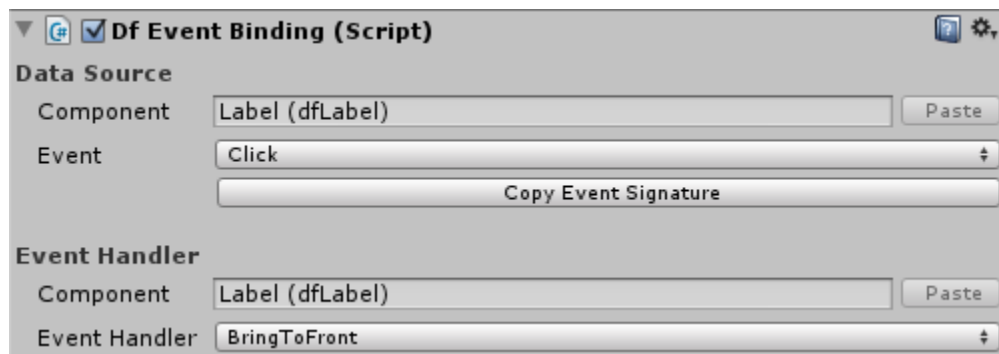 Df Event Binding (Script)
Data Source
Component Label (dfLabel) Paste
Event Click
Copy Event Signature
Event Handler
Component Label (dfLabel) Paste
Event Handler BringToFront